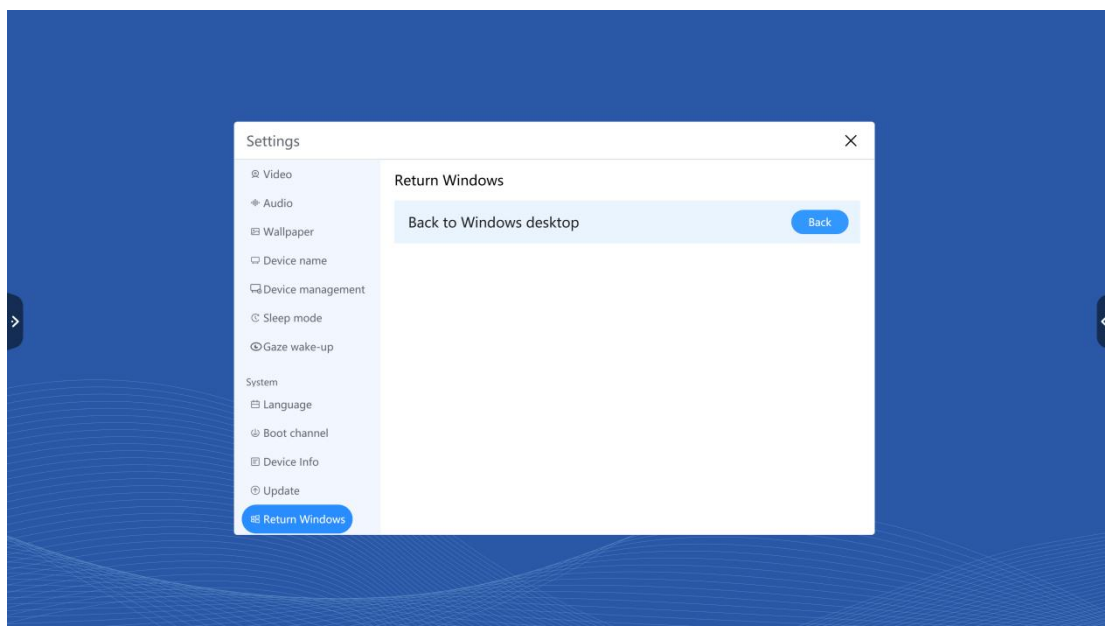 Settings
Video
Audio
Wallpaper
Device name
Device management
Sleep mode
Gaze wake-up
System
Language
Boot channel
Device Info
Update
Return Windows
Return Windows
Back to Windows desktop
Back